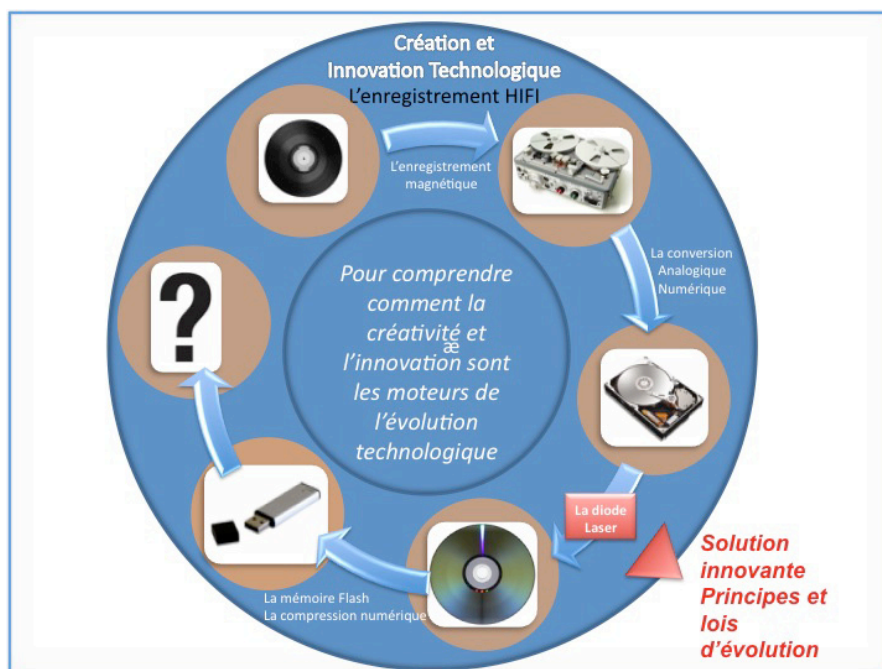 Création et
Innovation Technologique
L'enregistrement HIFI
L'enregistrement
magnétique
La conversion
Analogique
Numérique
Pour comprendre
comment la
créativité et
æ
l'innovation sont
les moteurs de
l'évolution
technologique
?
La diode
Laser
Solution
innovante
Principes et
lois
d'évolution
La mémoire Flash
La compression numérique